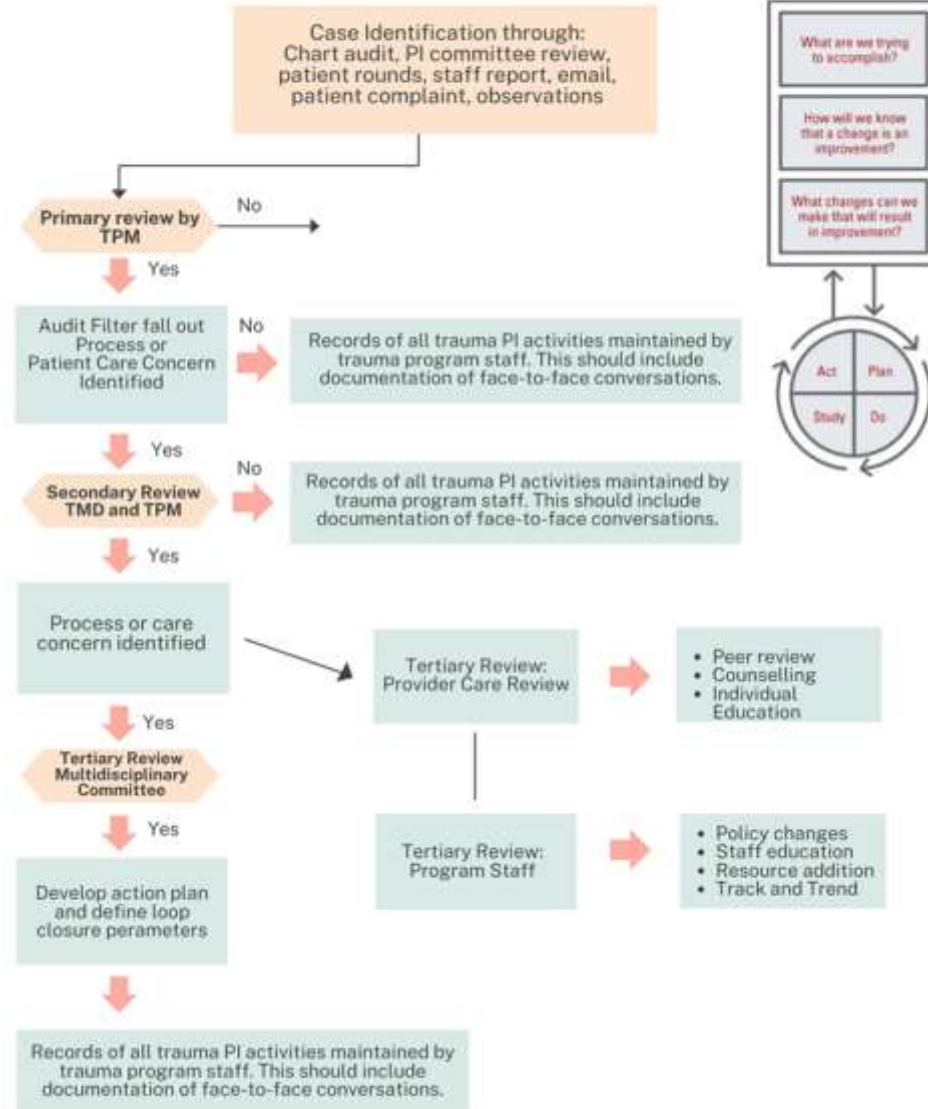 Case Identification through:
Chart audit, PI committee review,
patient rounds, staff report, email,
patient complaint, observations
What are we trying
to accomplish?
How will we know
that a change is an
improvement?
What changes can we
make that will result
in improvement?
Act
Plan
Study
Do
Primary review by
TPM
No
Yes
Audit Filter fall out
Process or
Patient Care Concern
Identified
No
Records of all trauma PI activities maintained by
trauma program staff. This should include
documentation of face-to-face conversations.
Yes
Secondary Review
TMD and TPM
No
Records of all trauma PI activities maintained by
trauma program staff. This should include
documentation of face-to-face conversations.
Yes
Process or care
concern identified
Tertiary Review:
Provider Care Review
• Peer review
• Counselling
• Individual
Education
Yes
Tertiary Review
Multidisciplinary
Committee
Yes
Tertiary Review:
Program Staff
• Policy changes
• Staff education
• Resource addition
• Track and Trend
Develop action plan
and define loop
closure perameters
Records of all trauma PI activities maintained by
trauma program staff. This should include
documentation of face-to-face conversations.